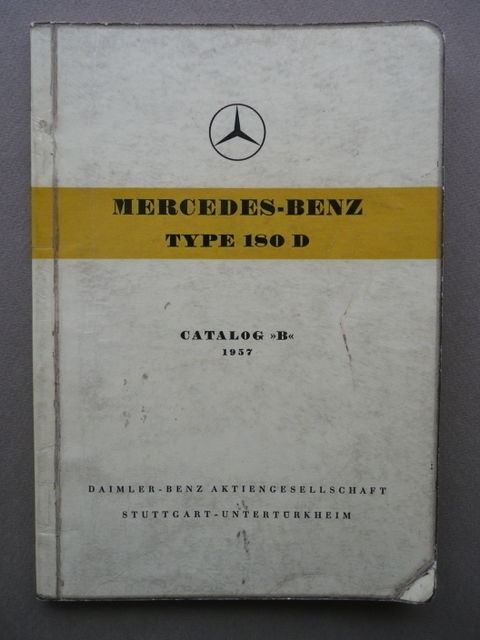 MERCEDES-BENZ
TYPE 180 D
CATALOG »B«
1957
DAIMLER-BENZ AKTIENGESELLSCHAFT
STUTTGART-UNTERTÜRKHEIM